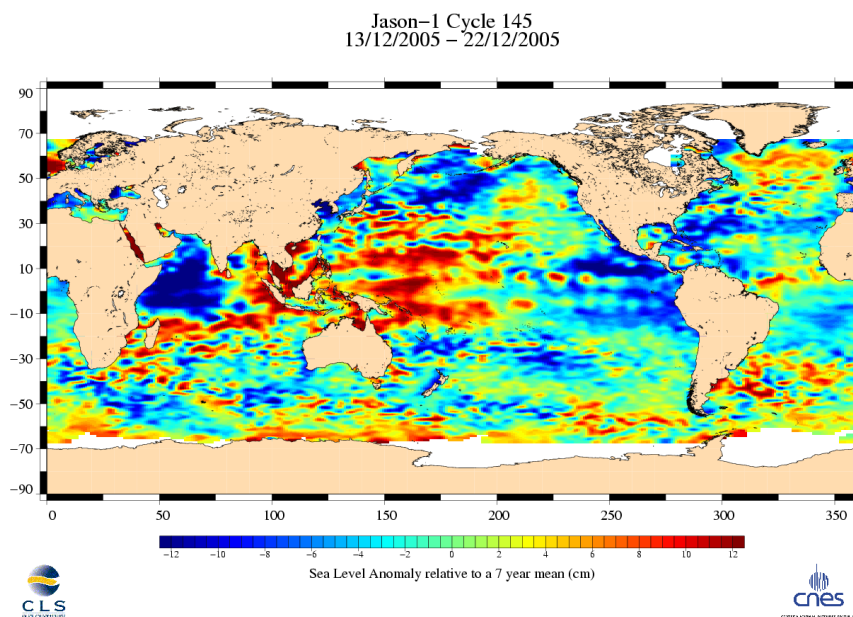 Jason-1 Cycle 145
13/12/2005 – 22/12/2005
90
70
50
30
10
−10
−30
−50
−70
−90
0 50 100 150 200 250 300 350
−12 −10 −8 −6 −4 −2 0 2 4 6 8 10 12
Sea Level Anomaly relative to a 7 year mean (cm)
CLS
cnes